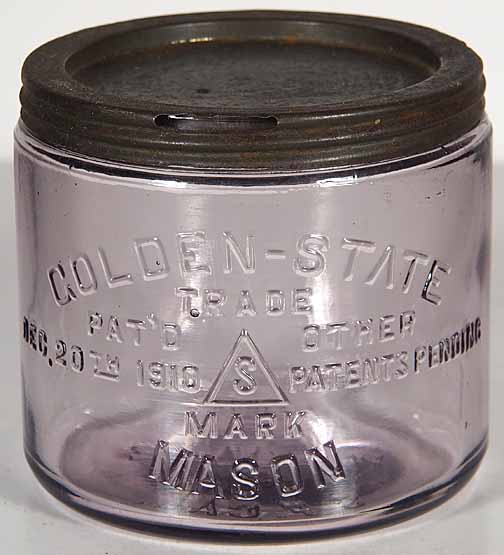 GOLDEN-STATE
TRADE
PAT'D OTHER
DEC. 20TH 1910 S PATENTS PENDING
MARK
MASON